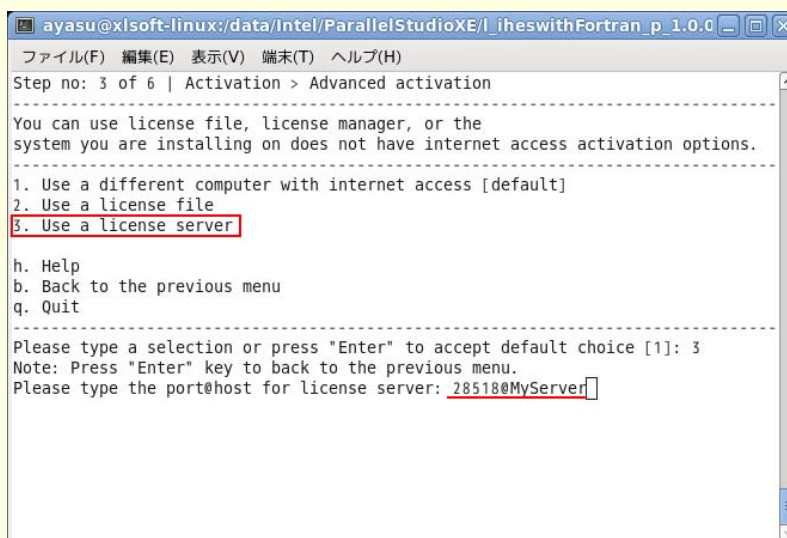 ayasu@xlsoft-linux:/data/Intel/ParallelStudioXE/l_iheswithFortran_p_1.0.0
ファイル(F) 編集(E) 表示(V) 端末(T) ヘルプ(H)
Step no: 3 of 6 | Activation > Advanced activation
--------------------------------------------------------------------------------
You can use license file, license manager, or the
system you are installing on does not have internet access activation options.
--------------------------------------------------------------------------------
1. Use a different computer with internet access [default]
2. Use a license file
3. Use a license server
h. Help
b. Back to the previous menu
q. Quit
--------------------------------------------------------------------------------
Please type a selection or press "Enter" to accept default choice [1]: 3
Note: Press "Enter" key to back to the previous menu.
Please type the port@host for license server: 28518@MyServer